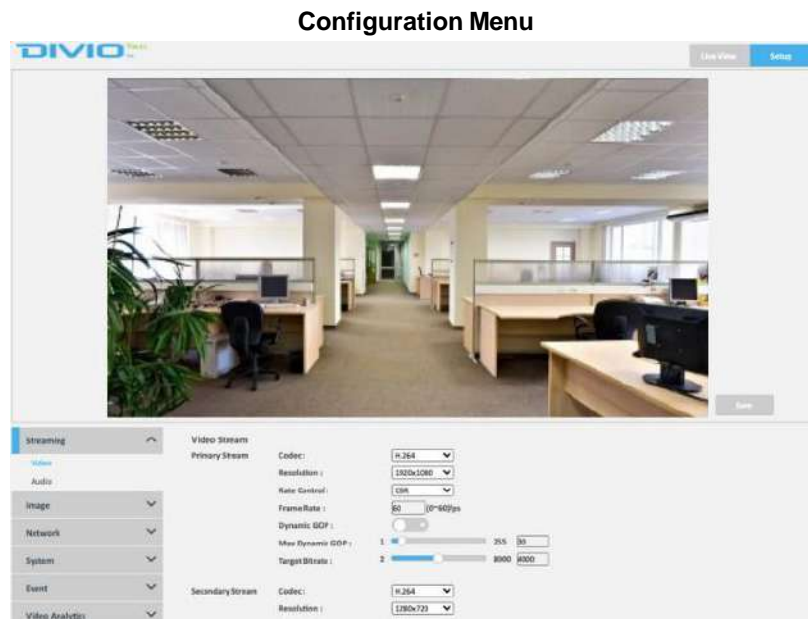 Configuration Menu
DIVIO
Live View
Setup
Save
Streaming
Video
Audio
Image
Network
System
Event
Video Analytics
Video Stream
Primary Stream
Codec :
H.264
Resolution :
1920x1080
Rate Control :
CBR
Frame Rate :
60 (0~60)fps
Dynamic GOP :
Max Dynamic GOP :
1 255 30
Target Bitrate :
2 8000 4000
Secondary Stream
Codec :
H.264
Resolution :
1280x720